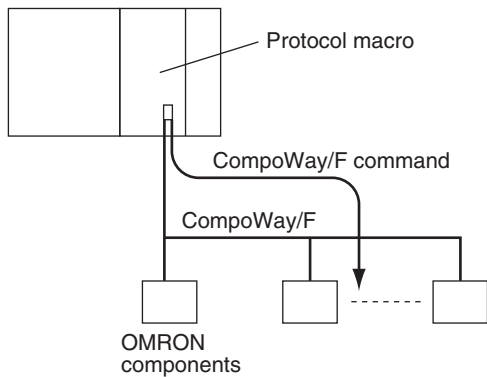 Protocol macro
CompoWay/F command
CompoWay/F
OMRON
components